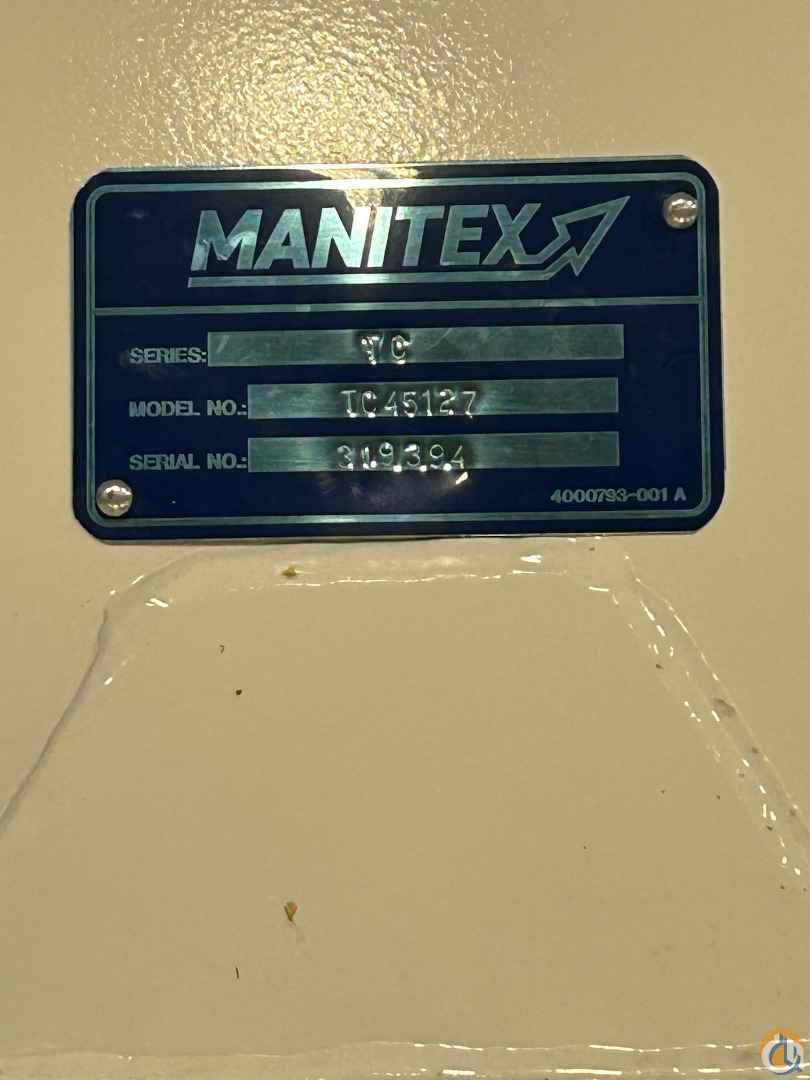 MANITEX
SERIES: TC
MODEL NO.: TC45127
SERIAL NO.: 319394
4000793-001 A